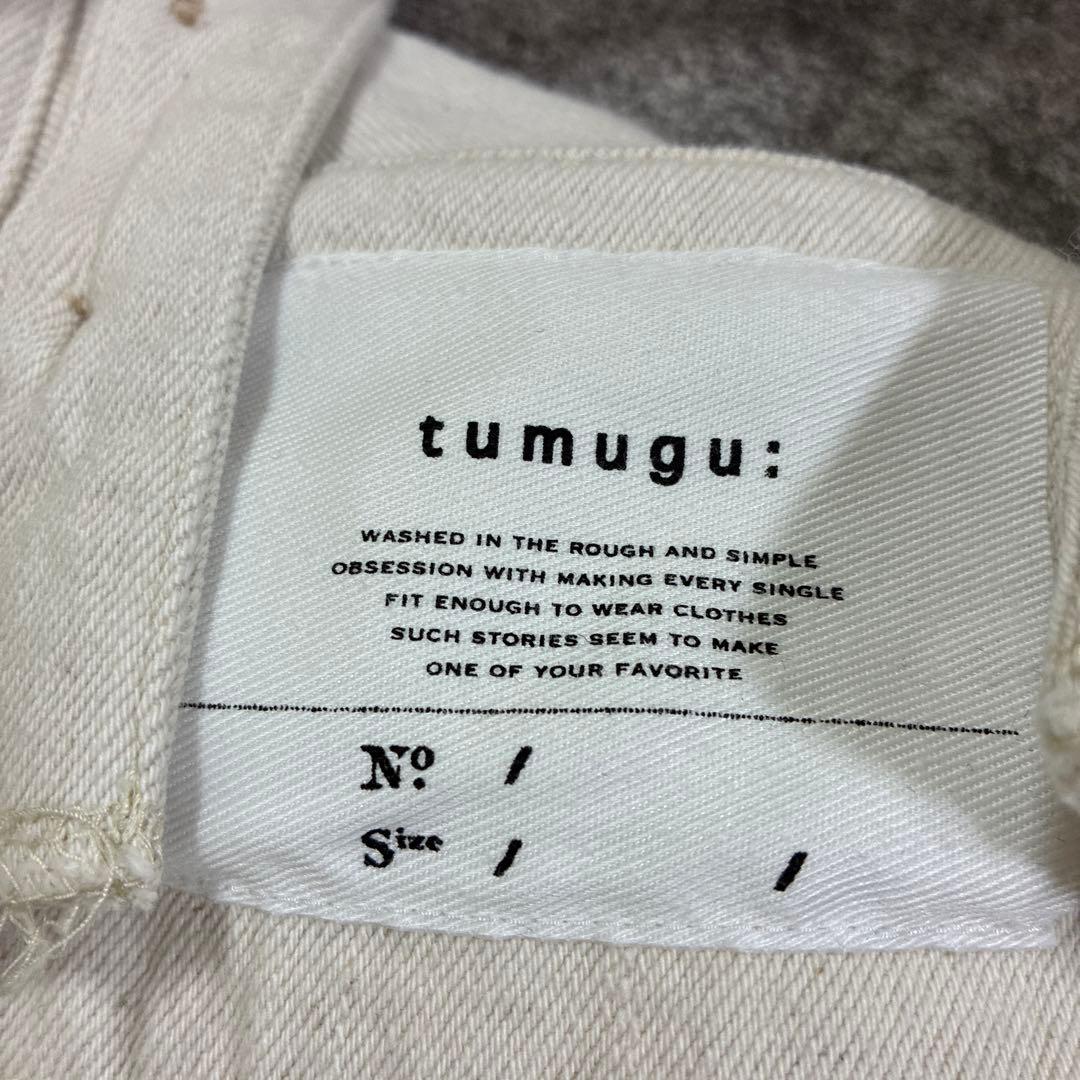 tumugu:
WASHED IN THE ROUGH AND SIMPLE
OBSESSION WITH MAKING EVERY SINGLE
FIT ENOUGH TO WEAR CLOTHES
SUCH STORIES SEEM TO MAKE
ONE OF YOUR FAVORITE
Nº. /
Size / /